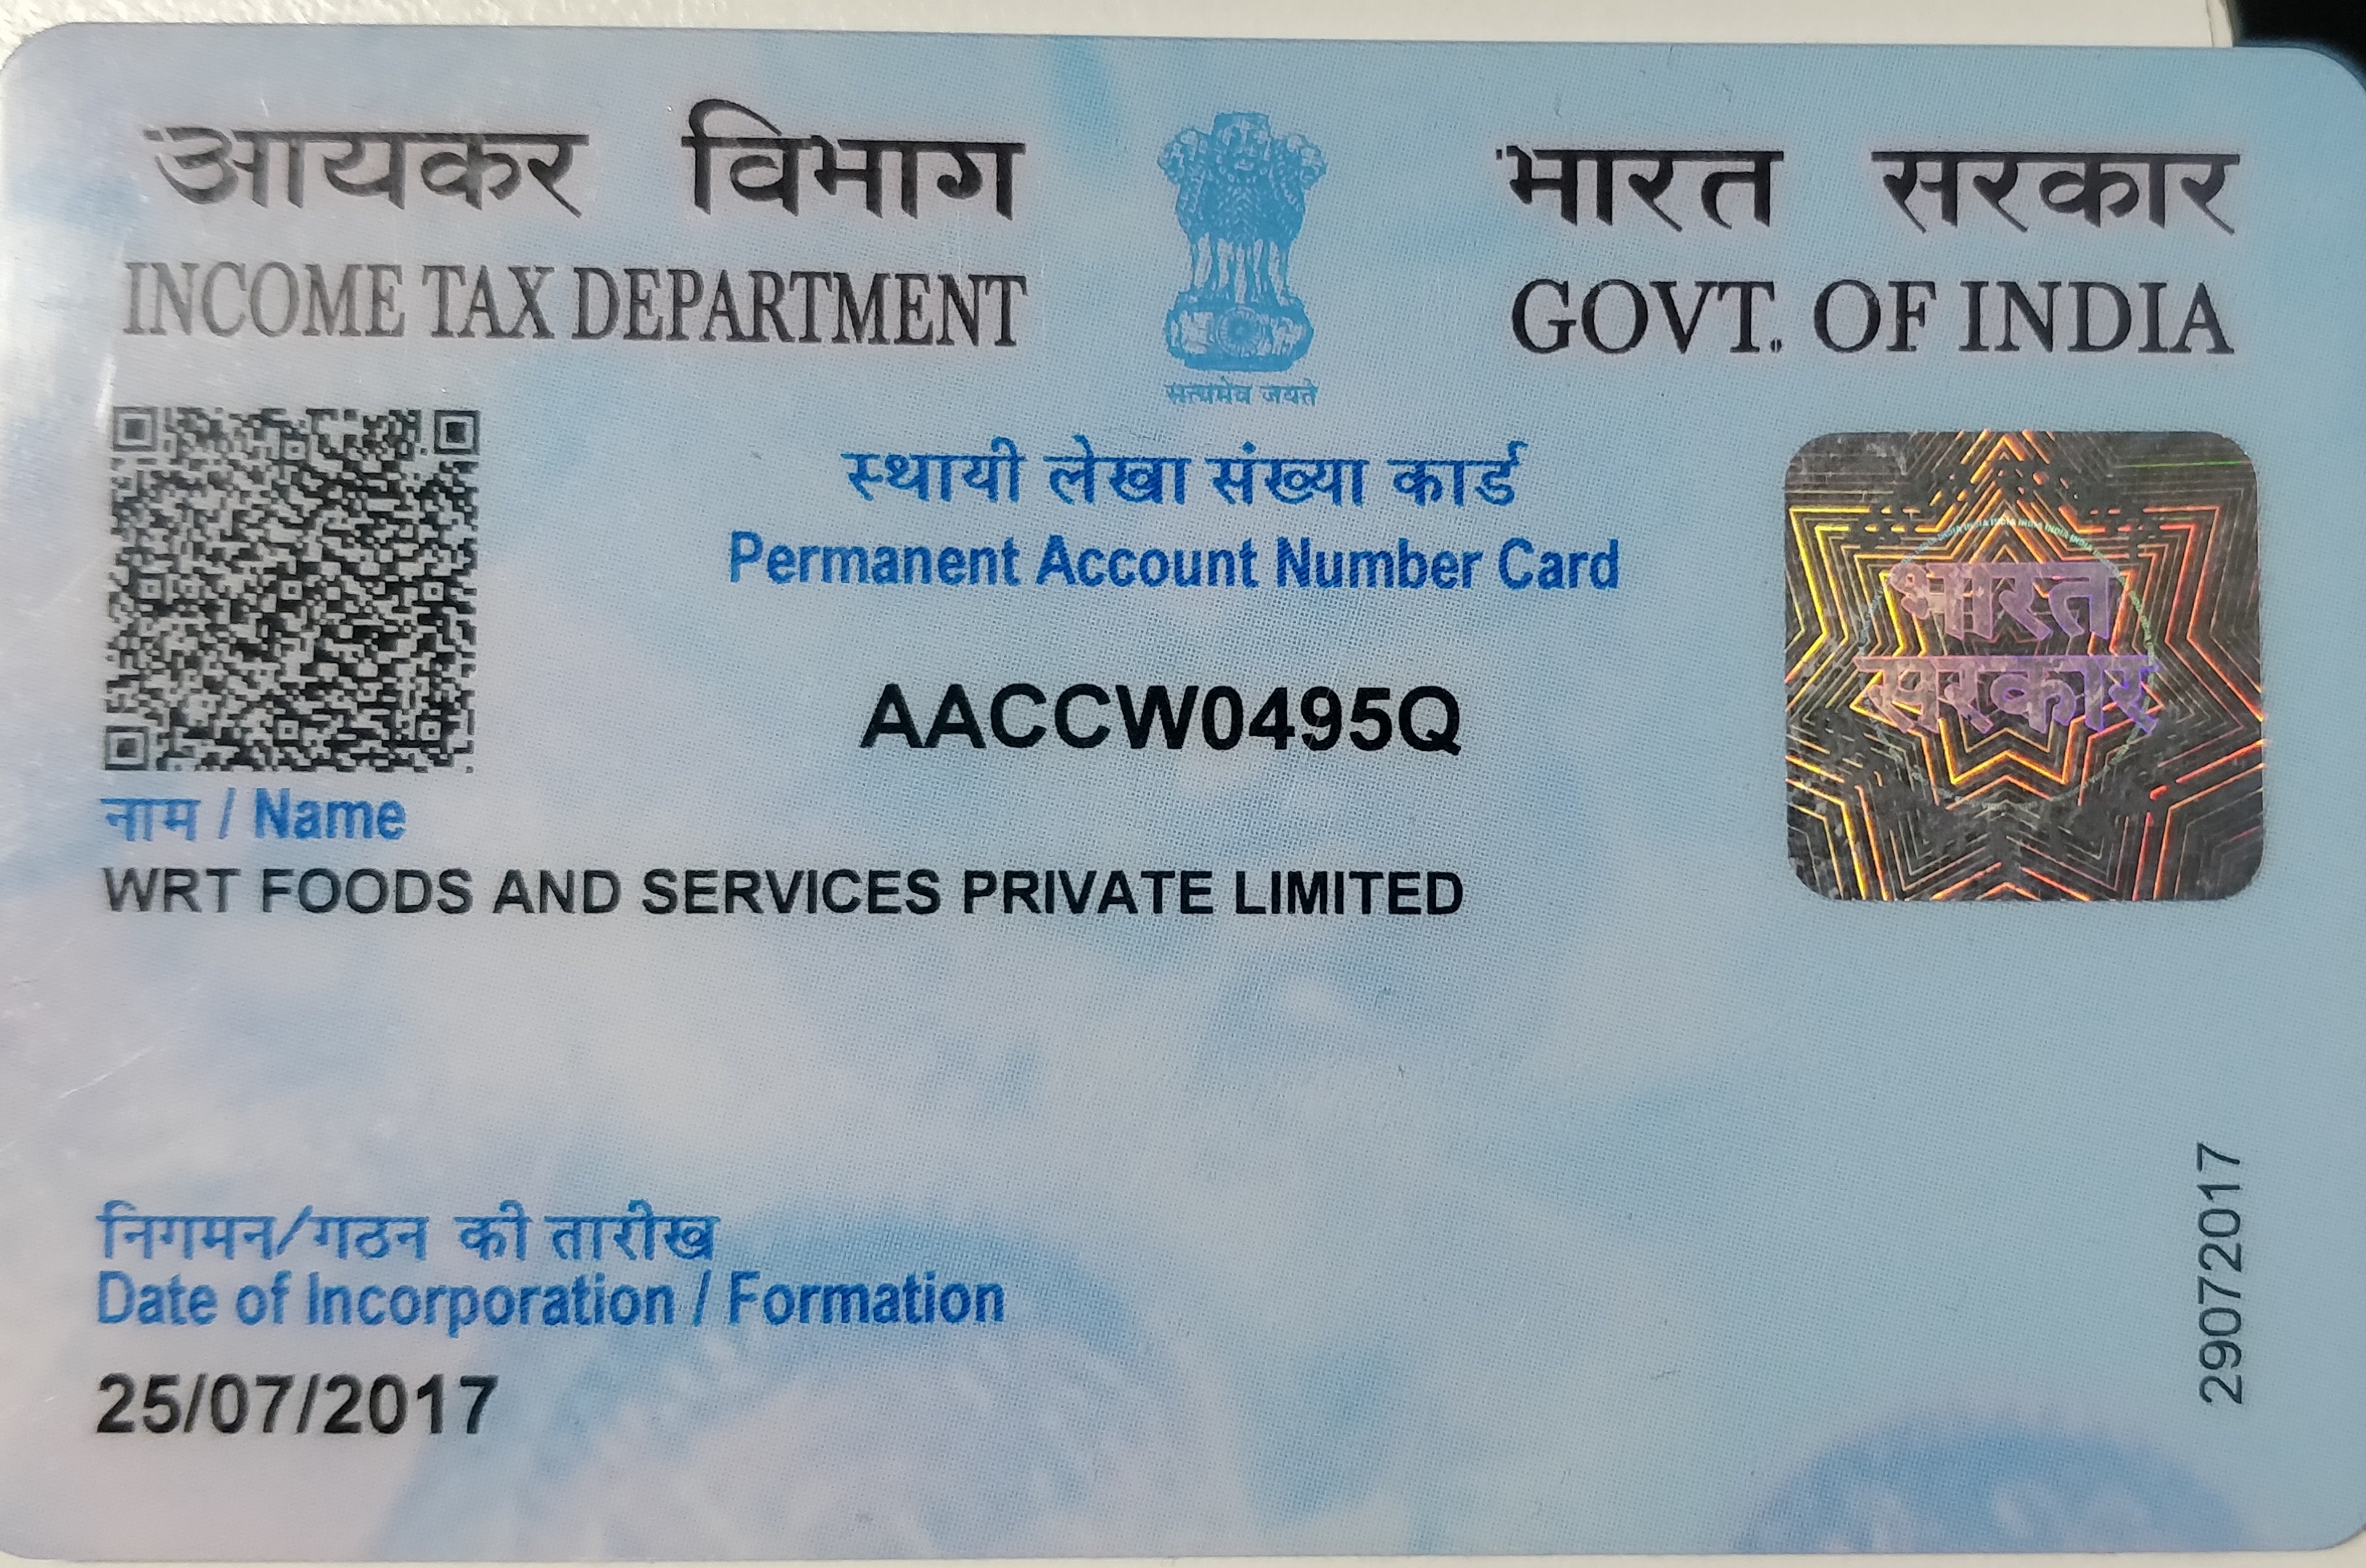 आयकर विभाग
INCOME TAX DEPARTMENT
सत्यमेव जयते
भारत सरकार
GOVT. OF INDIA
स्थायी लेखा संख्या कार्ड
Permanent Account Number Card
AACCW0495Q
भारत
सरकार
नाम / Name
WRT FOODS AND SERVICES PRIVATE LIMITED
निगमन/गठन की तारीख
Date of Incorporation / Formation
25/07/2017
29072017